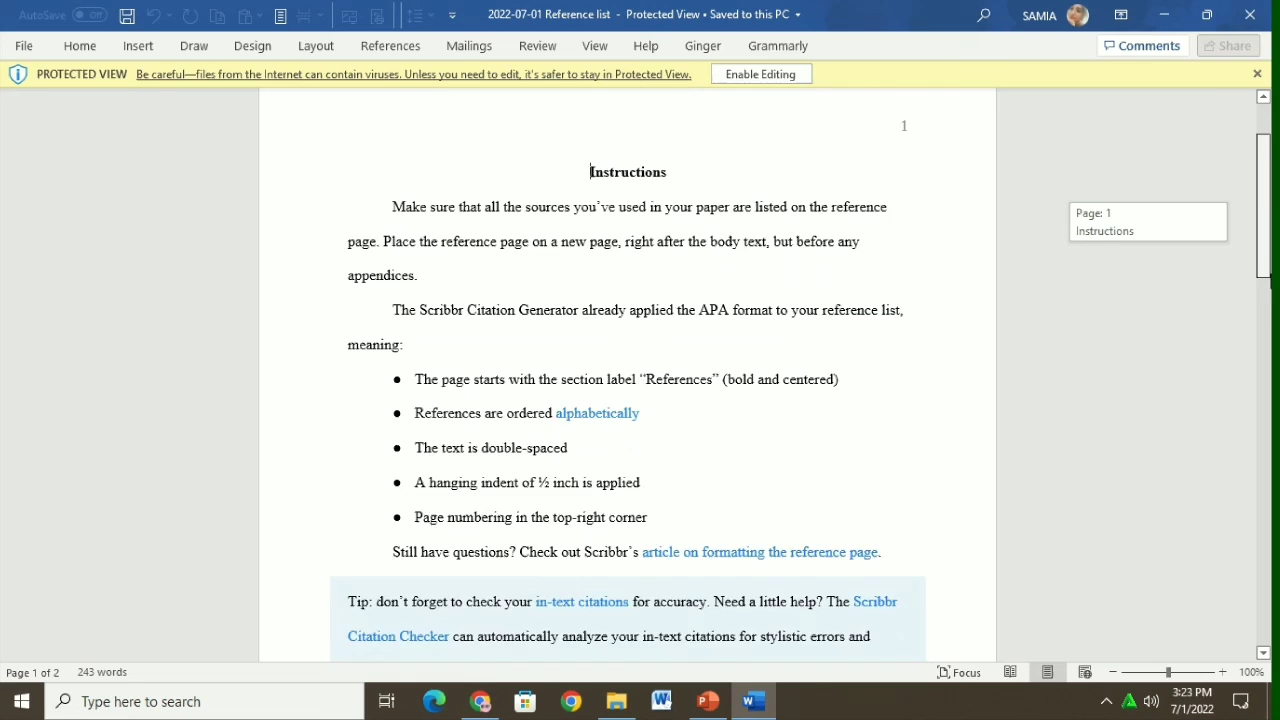 AutoSave Off 2022-07-01 Reference list - Protected View • Saved to this PC SAMIA
File Home Insert Draw Design Layout References Mailings Review View Help Ginger Grammarly Comments Share
PROTECTED VIEW Be careful—files from the Internet can contain viruses. Unless you need to edit, it's safer to stay in Protected View. Enable Editing
1
Instructions
Make sure that all the sources you've used in your paper are listed on the reference
page. Place the reference page on a new page, right after the body text, but before any
appendices.
Page: 1
Instructions
The Scribbr Citation Generator already applied the APA format to your reference list,
meaning:
● The page starts with the section label “References” (bold and centered)
● References are ordered alphabetically
● The text is double-spaced
● A hanging indent of ½ inch is applied
● Page numbering in the top-right corner
Still have questions? Check out Scribbr’s article on formatting the reference page.
Tip: don’t forget to check your in-text citations for accuracy. Need a little help? The Scribbr
Citation Checker can automatically analyze your in-text citations for stylistic errors and
Page 1 of 2 243 words Focus 100%
Type here to search 3:23 PM
7/1/2022